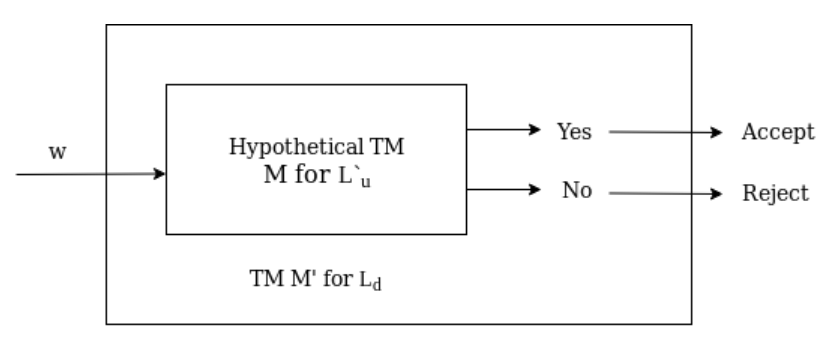 w
Hypothetical TM
M for L`u
Yes
Accept
No
Reject
TM M' for Ld